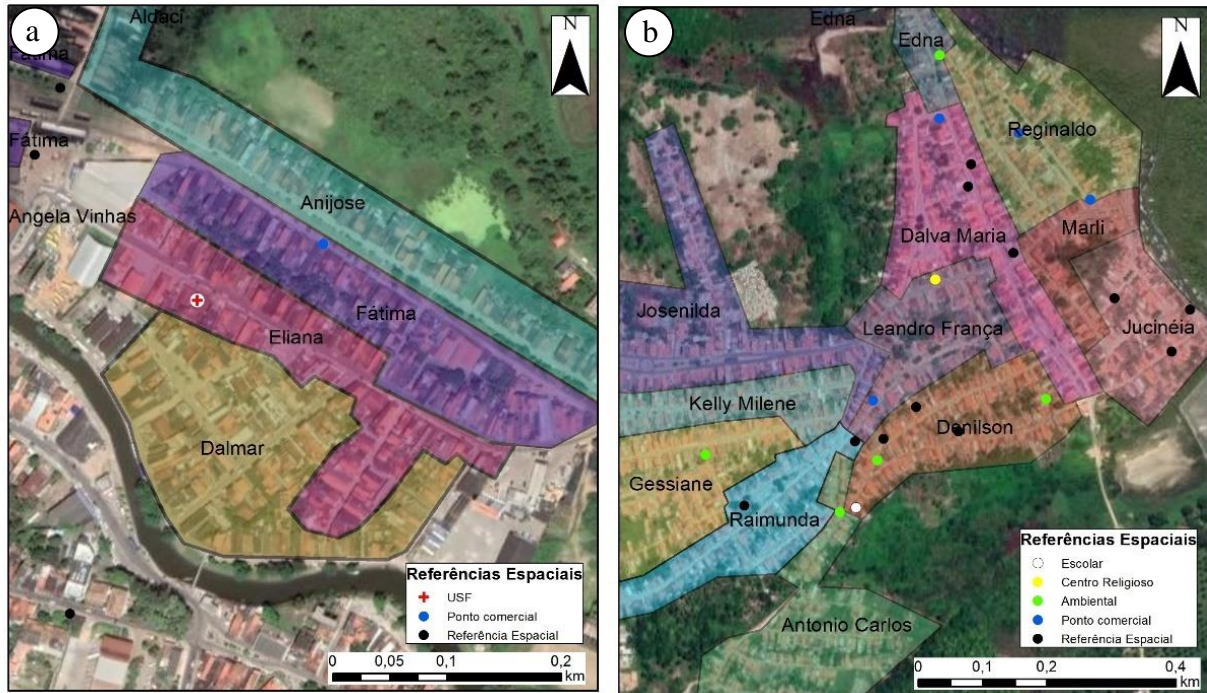 a
Aldaci
N
Fátima
Fátima
Anijose
Angela Vinhas
Fátima
Eliana
Dalmar
Referências Espaciais
USF
Ponto comercial
Referência Espacial
0 0,05 0,1 0,2
km
b
Edna
Edna
N
Reginaldo
Marli
Dalva Maria
Josenilda
Leandro França
Jucinéia
Kelly Milene
Denilson
Gessiane
Raimunda
Antonio Carlos
Referências Espaciais
Escolar
Centro Religioso
Ambiental
Ponto comercial
Referência Espacial
0 0,1 0,2 0,4
km